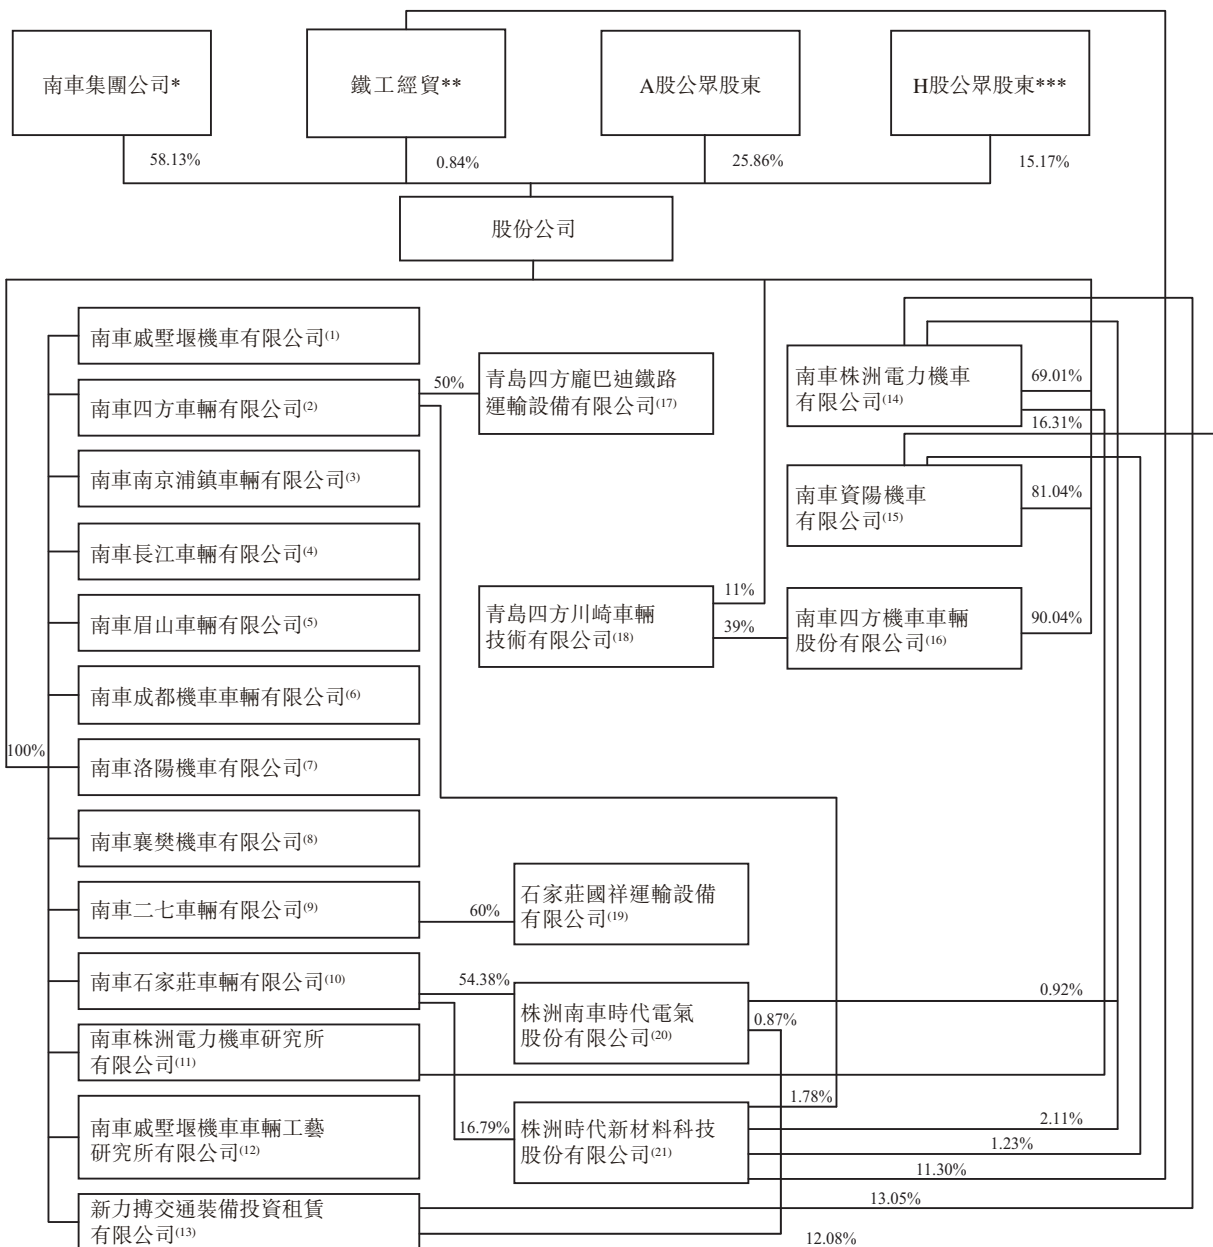 南車集團公司*
鐵工經貿**
A股公眾股東
H股公眾股東***
58.13%
0.84%
25.86%
15.17%
股份公司
南車戚墅堰機車有限公司(1)
南車四方車輛有限公司(2)
50%
青島四方龐巴迪鐵路
運輸設備有限公司(17)
南車株洲電力機車
有限公司(14)
69.01%
16.31%
南車南京浦鎮車輛有限公司(3)
南車資陽機車
有限公司(15)
81.04%
南車長江車輛有限公司(4)
南車眉山車輛有限公司(5)
青島四方川崎車輛
技術有限公司(18)
11%
39%
南車四方機車車輛
股份有限公司(16)
90.04%
南車成都機車車輛有限公司(6)
100%
南車洛陽機車有限公司(7)
南車襄樊機車有限公司(8)
南車二七車輛有限公司(9)
60%
石家莊國祥運輸設備
有限公司(19)
南車石家莊車輛有限公司(10)
54.38%
株洲南車時代電氣
股份有限公司(20)
0.92%
0.87%
南車株洲電力機車研究所
有限公司(11)
南車戚墅堰機車車輛工藝
研究所有限公司(12)
16.79%
株洲時代新材料科技
股份有限公司(21)
1.78%
2.11%
1.23%
11.30%
新力搏交通裝備投資租賃
有限公司(13)
13.05%
12.08%